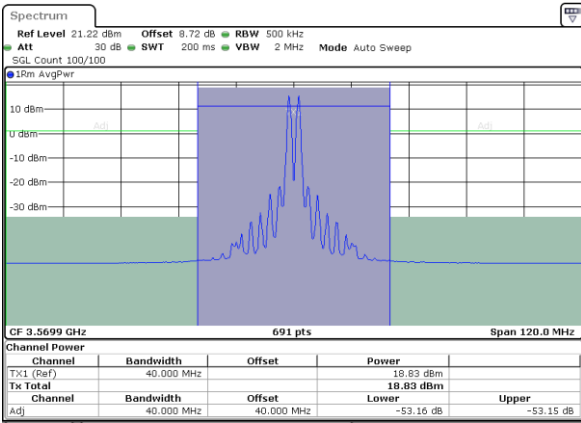 Spectrum
Ref Level 21.22 dBm Offset 8.72 dB RBW 500 kHz
Att 30 dB SWT 200 ms VBW 2 MHz Mode Auto Sweep
SGL Count 100/100
1Rm AvgPwr
10 dBm
Adj Adj
0 dBm
-10 dBm
-20 dBm
-30 dBm
CF 3.5699 GHz 691 pts Span 120.0 MHz
Channel Power
Channel Bandwidth Offset Power
TX1 (Ref) 40.000 MHz 18.83 dBm
Tx Total 18.83 dBm
Channel Bandwidth Offset Lower Upper
Adj 40.000 MHz 40.000 MHz -53.16 dB -53.15 dB